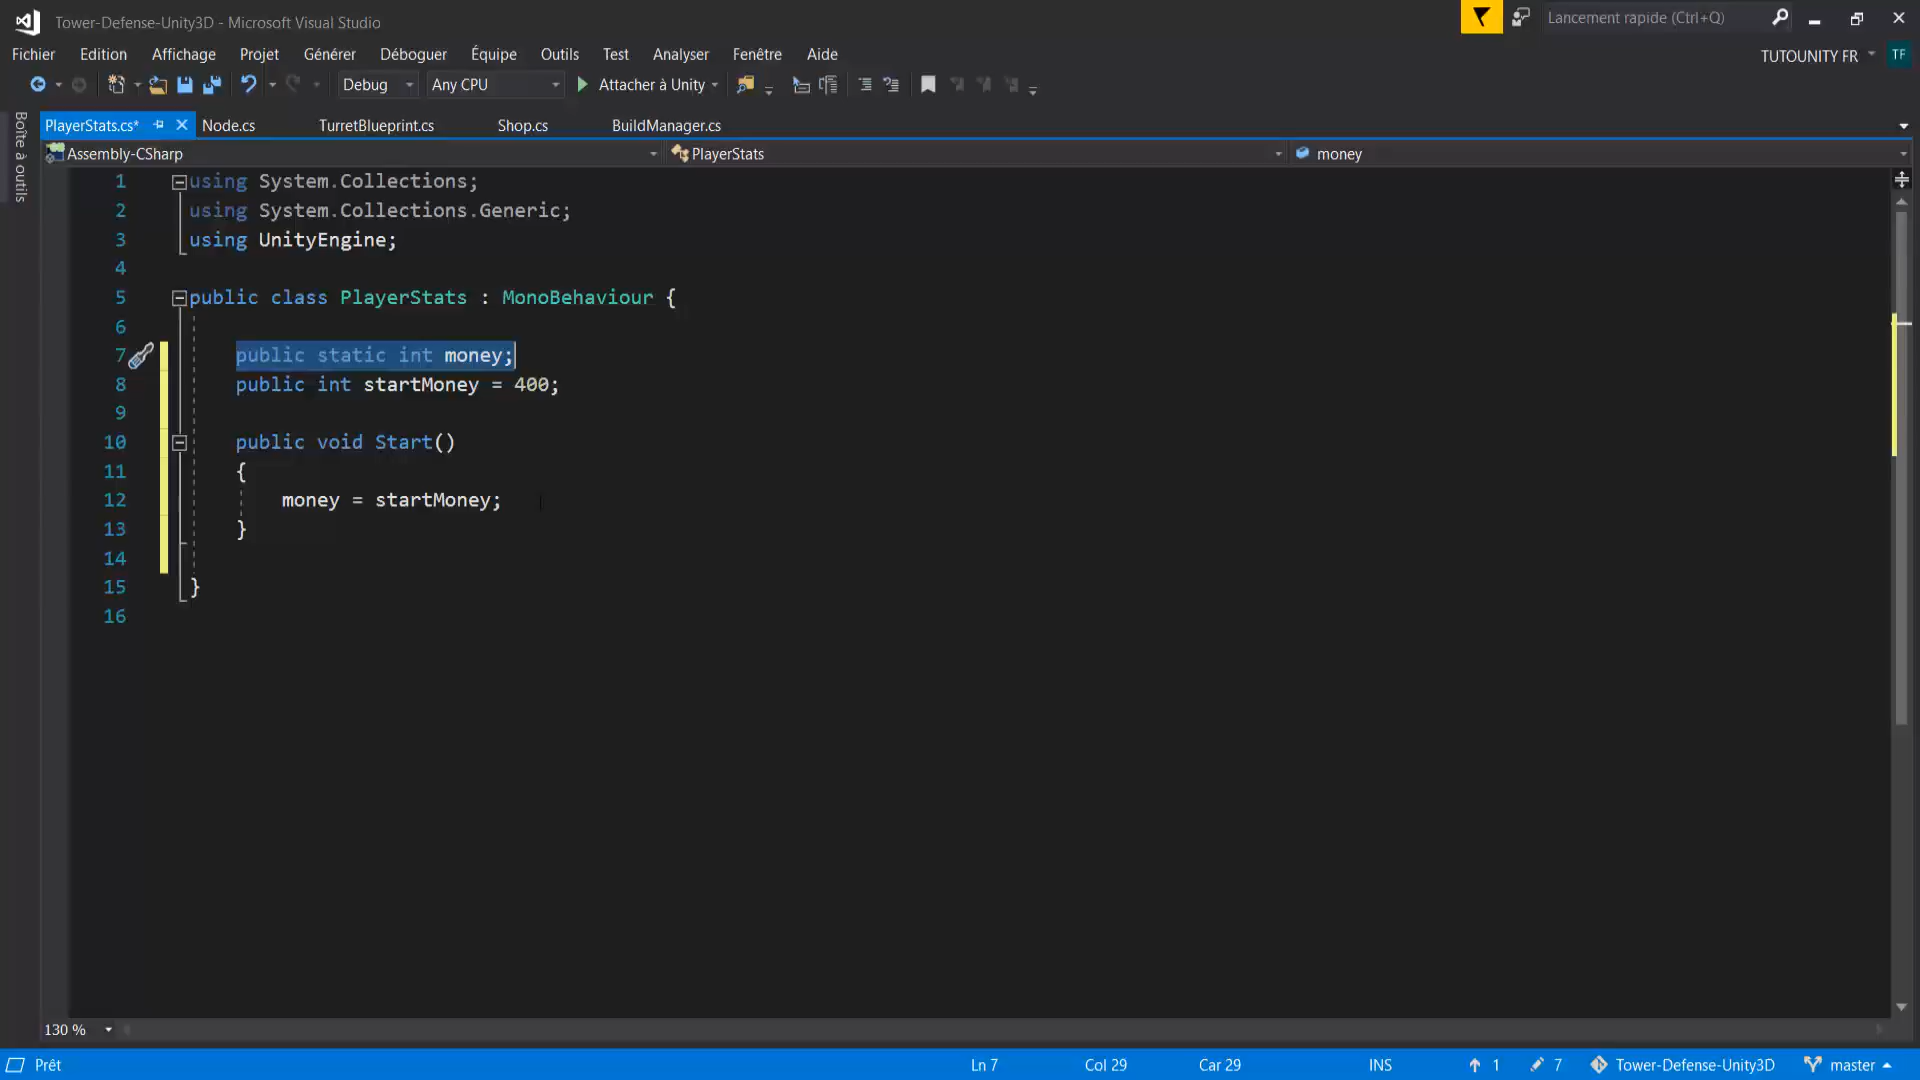 Tower-Defense-Unity3D - Microsoft Visual Studio
Lancement rapide (Ctrl+Q)
Fichier Edition Affichage Projet Générer Déboguer Équipe Outils Test Analyser Fenêtre Aide
TUTOUNITY FR TF
Debug Any CPU Attacher à Unity
Boîte à outils
PlayerStats.cs* Node.cs TurretBlueprint.cs Shop.cs BuildManager.cs
Assembly-CSharp PlayerStats money
1 using System.Collections;
2 using System.Collections.Generic;
3 using UnityEngine;
4
5 public class PlayerStats : MonoBehaviour {
6
7 public static int money;
8 public int startMoney = 400;
9
10 public void Start()
11 {
12 money = startMoney;
13 }
14
15 }
16
130 %
Prêt Ln 7 Col 29 Car 29 INS 1 7 Tower-Defense-Unity3D master